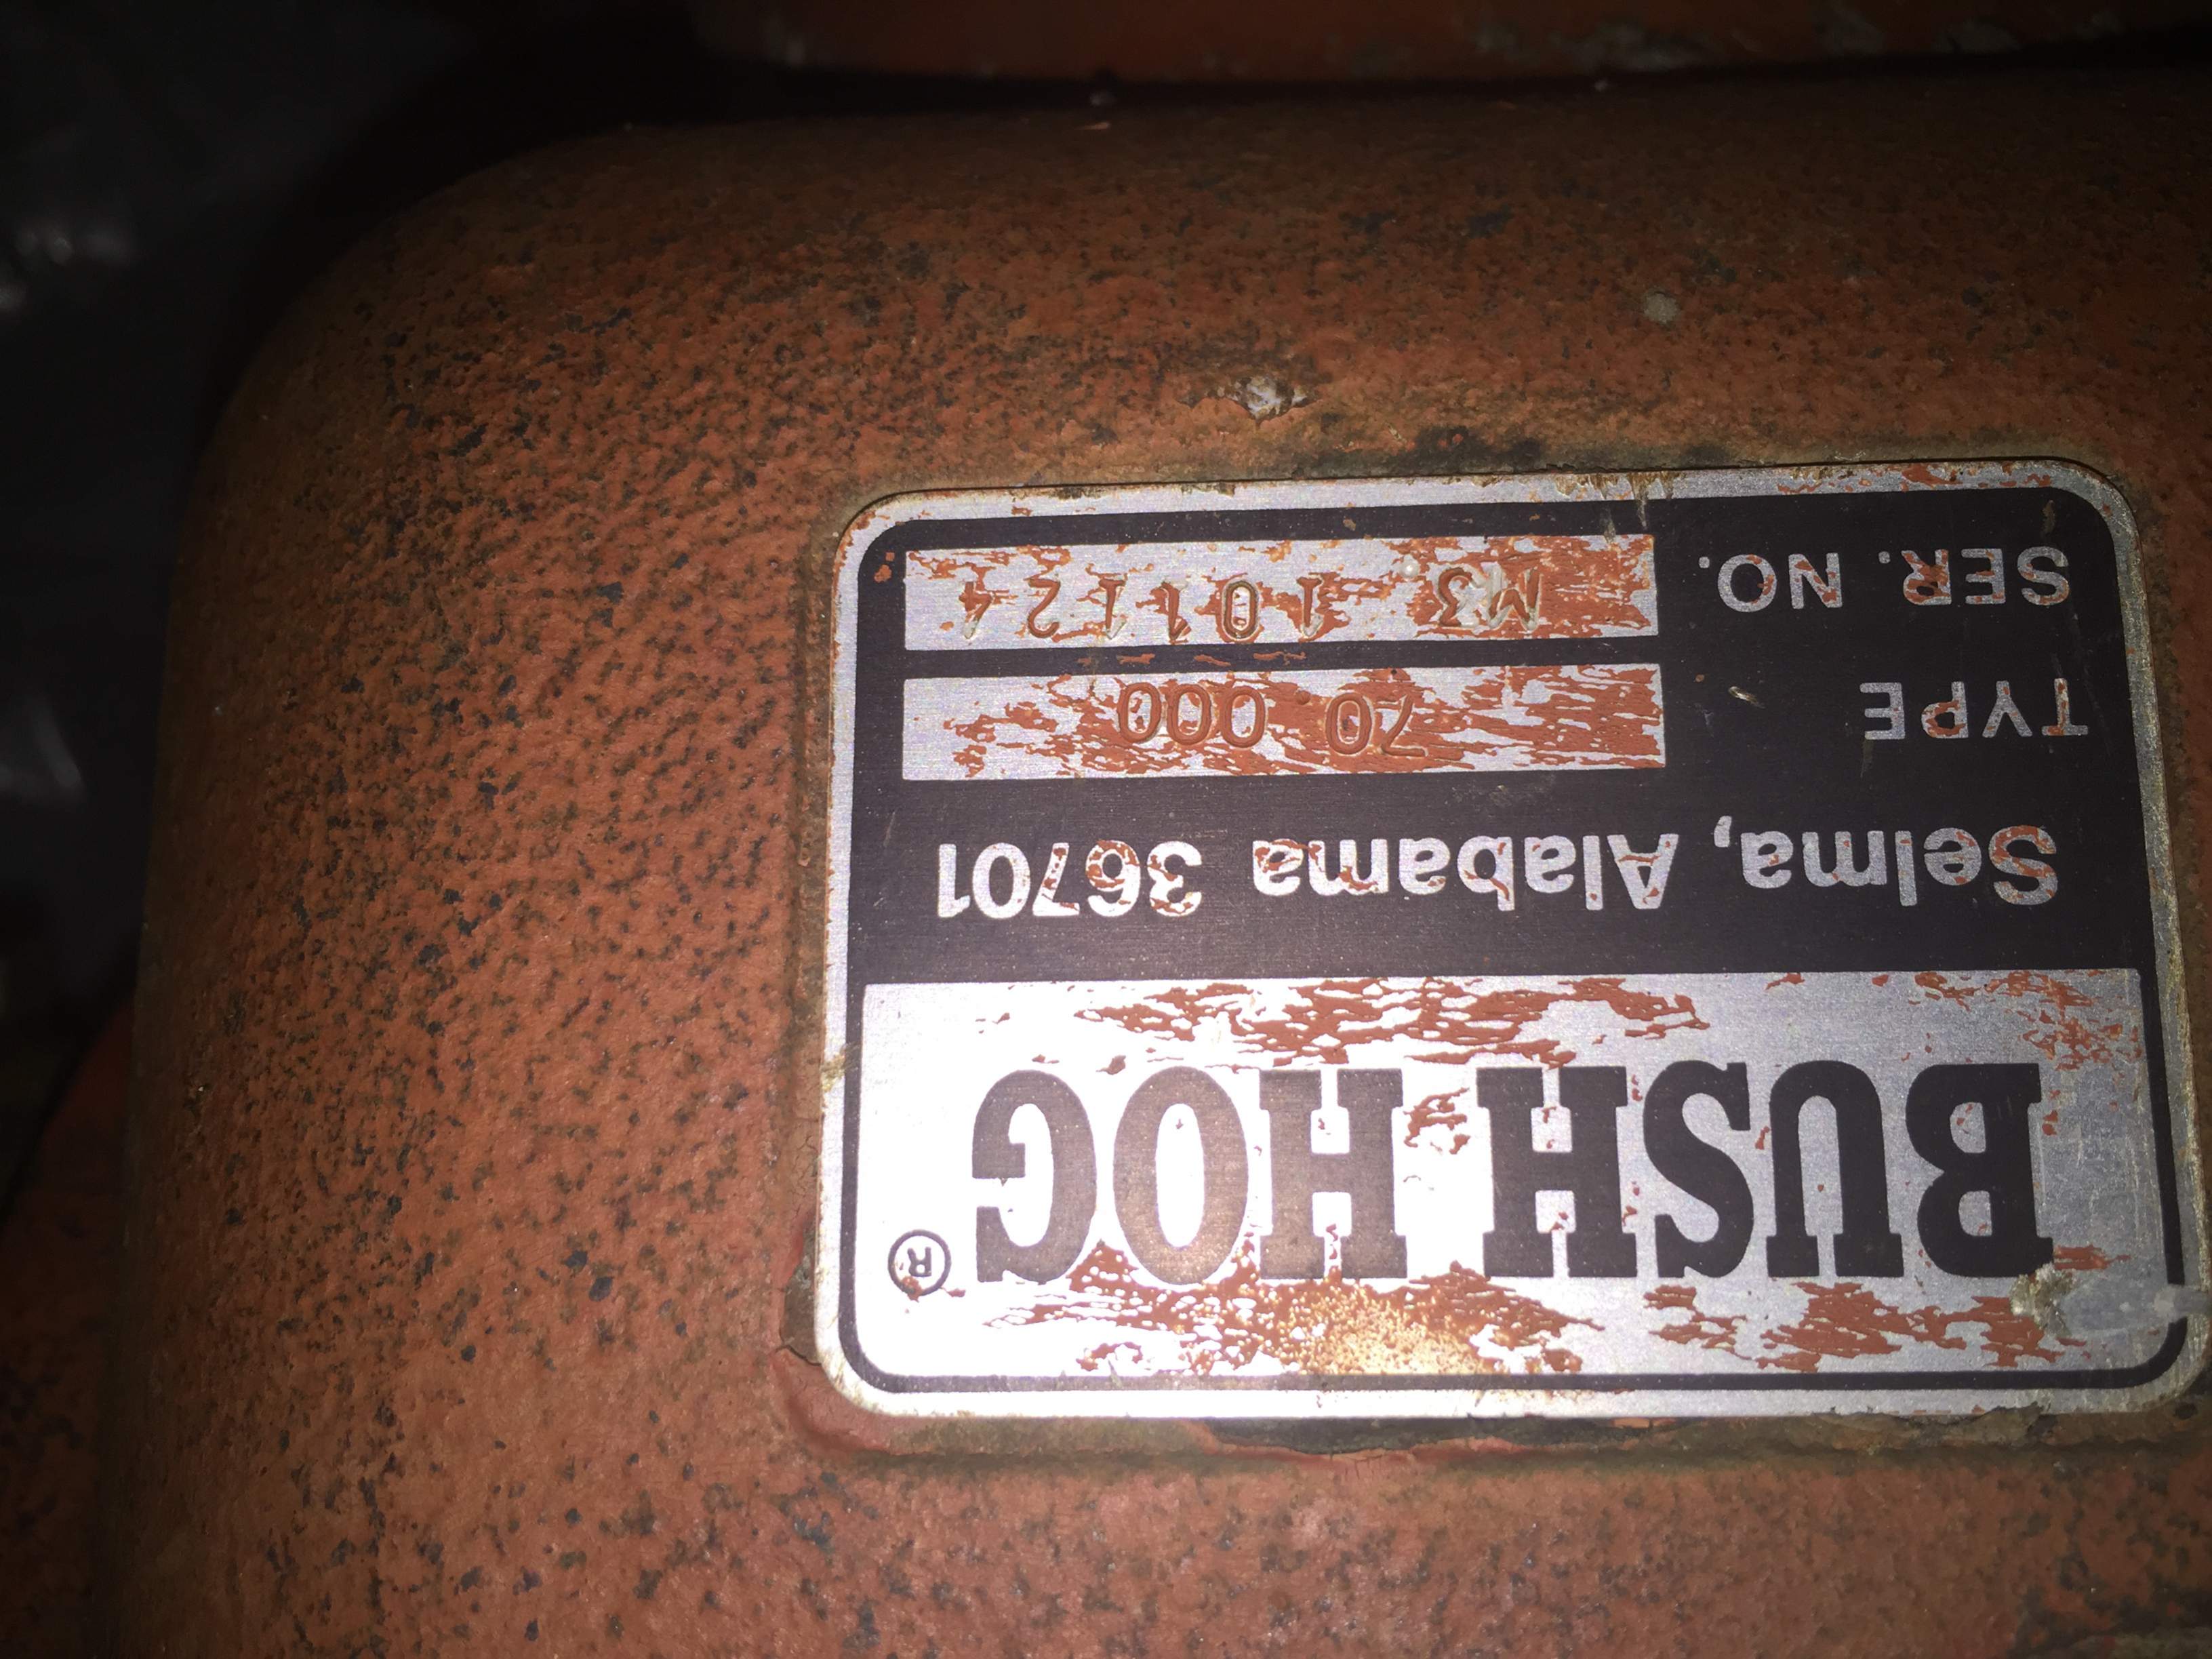 BUSH HOG ®
Selma, Alabama 36701
TYPE 70 000
SER. NO. M3 101124